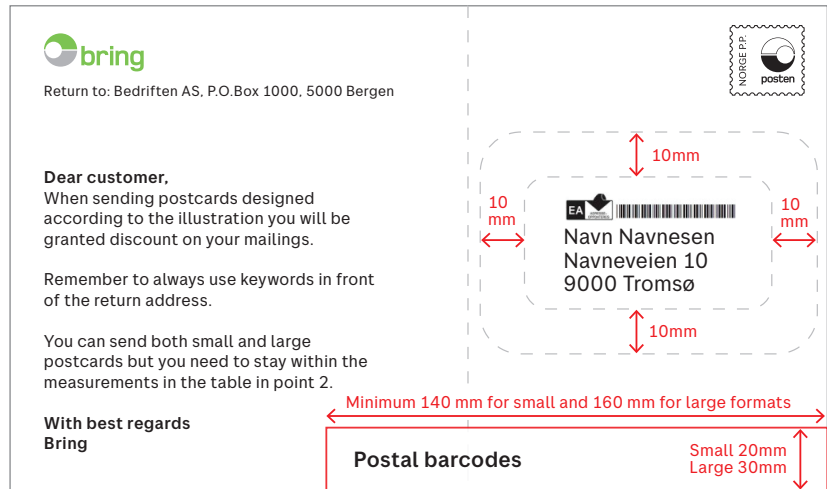 bring
Return to: Bedriften AS, P.O.Box 1000, 5000 Bergen
NORGE P.P.
posten
Dear customer,
When sending postcards designed
according to the illustration you will be
granted discount on your mailings.
Remember to always use keywords in front
of the return address.
You can send both small and large
postcards but you need to stay within the
measurements in the table in point 2.
With best regards
Bring
10mm
10
mm
EA
Navn Navnesen
Navneveien 10
9000 Tromsø
10
mm
10mm
Minimum 140 mm for small and 160 mm for large formats
Postal barcodes
Small 20mm
Large 30mm